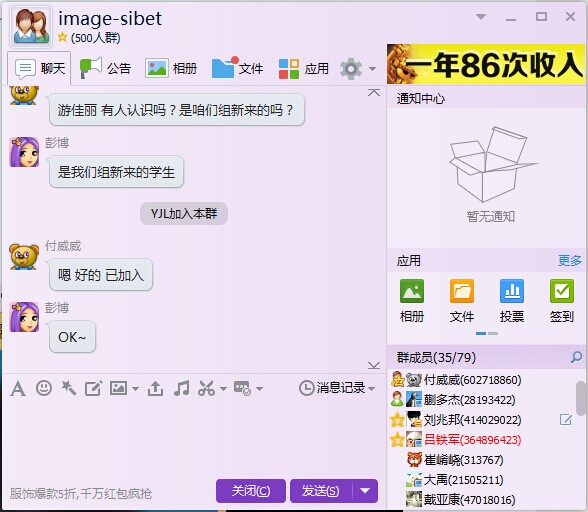 image-sibet
(500人群)
聊天
公告
相册
文件
应用
一年86次收入
游佳丽 有人认识吗？是咱们组新来的吗？
彭博
是我们组新来的学生
YJL加入本群
付威威
嗯 好的 已加入
彭博
OK~
消息记录
服饰爆款5折,千万红包疯抢
关闭(C)
发送(S)
通知中心
暂无通知
应用
更多
相册
文件
投票
签到
群成员(35/79)
付威威(602718860)
蒯多杰(28193422)
刘兆邦(414029022)
吕铁军(364896423)
崔崤峣(313767)
大禹(21505211)
戴亚康(47018016)